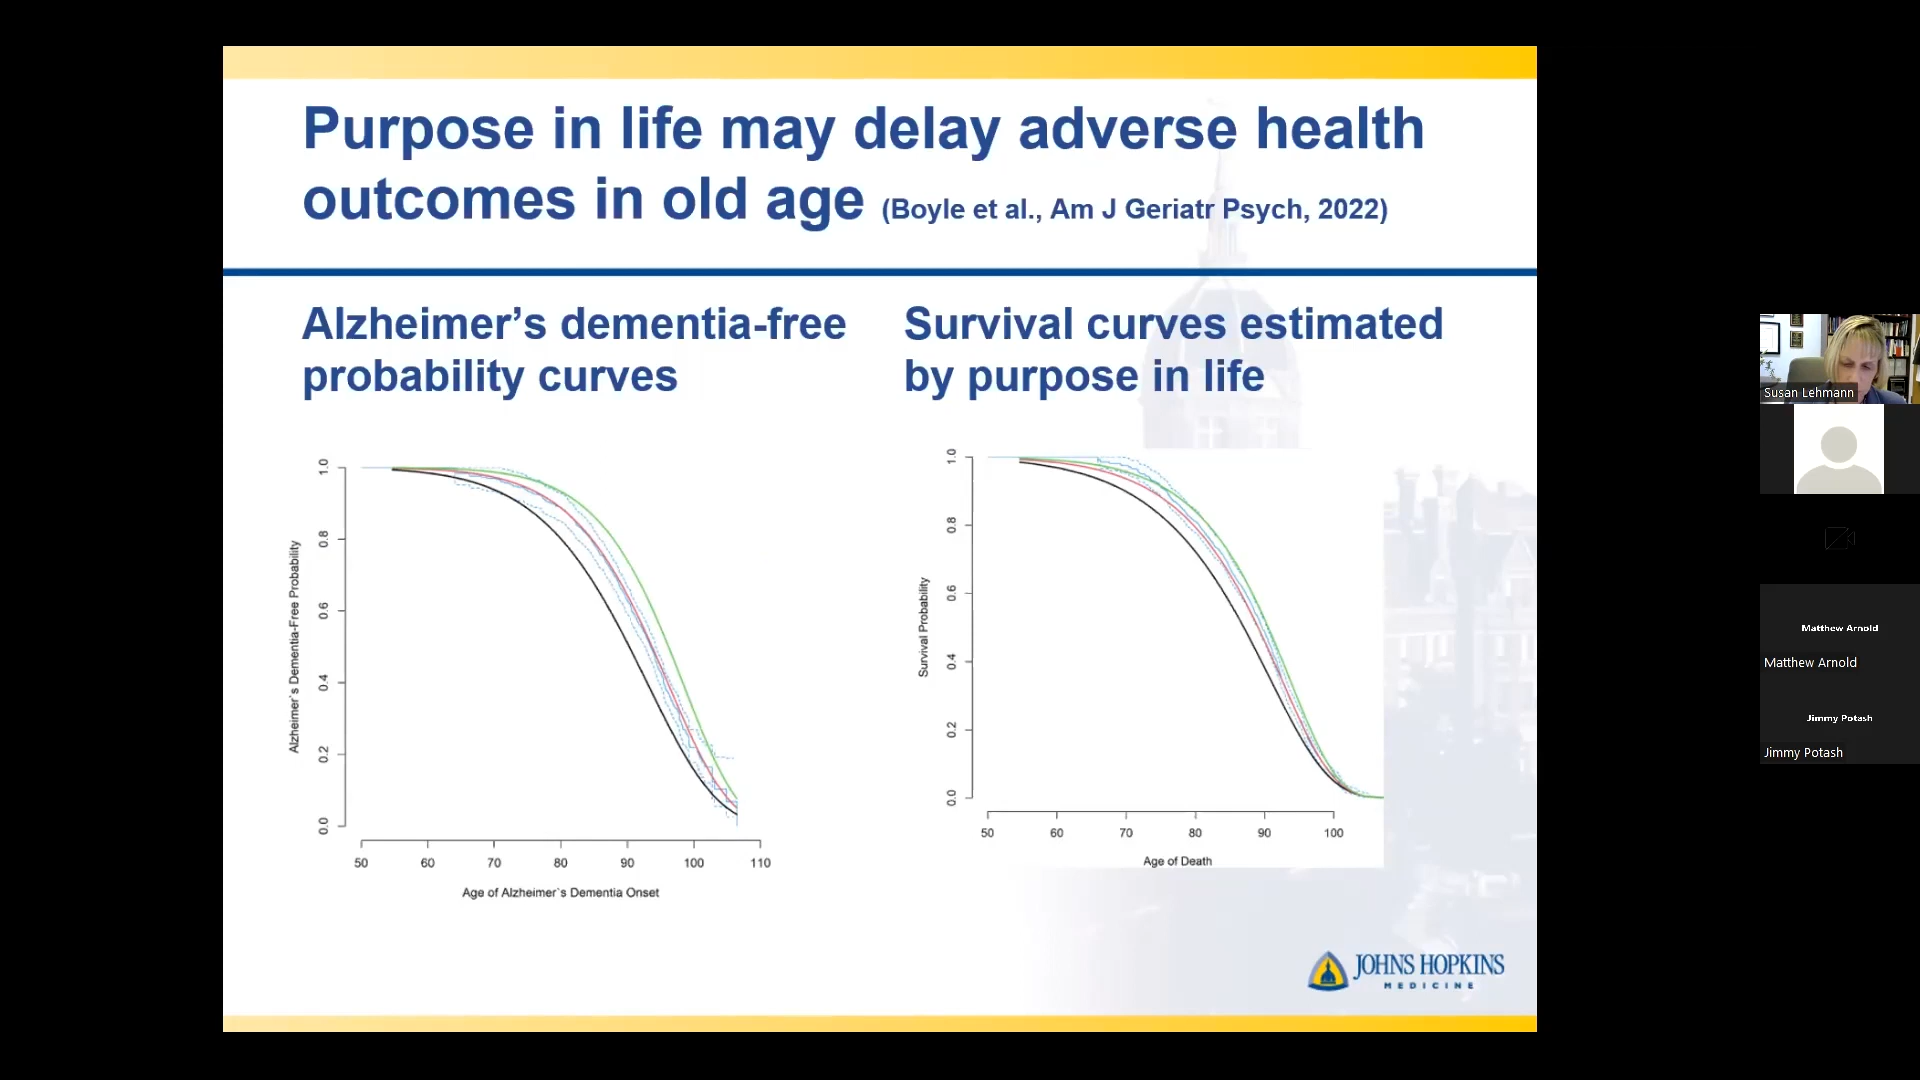 Purpose in life may delay adverse health
outcomes in old age (Boyle et al., Am J Geriatr Psych, 2022)
Alzheimer’s dementia-free
probability curves
Survival curves estimated
by purpose in life
Alzheimer`s Dementia-Free Probability
1.0
0.8
0.6
0.4
0.2
0.0
50 60 70 80 90 100 110
Age of Alzheimer`s Dementia Onset
Survival Probability
1.0
0.8
0.6
0.4
0.2
0.0
50 60 70 80 90 100
Age of Death
JOHNS HOPKINS
MEDICINE
Susan Lehmann
Matthew Arnold
Matthew Arnold
Jimmy Potash
Jimmy Potash